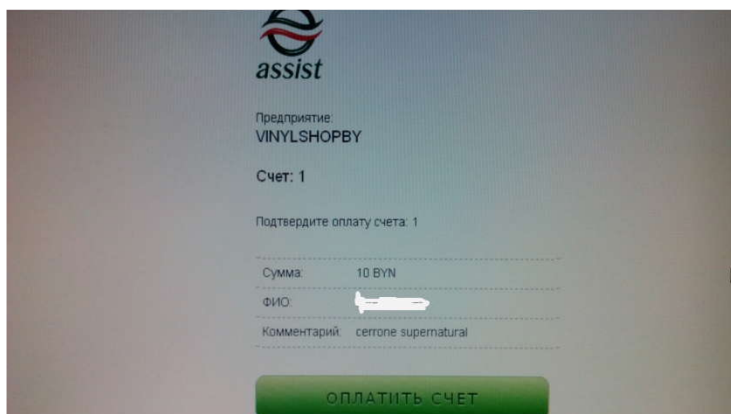 assist
Предприятие:
VINYLSHOPBY
Счет: 1
Подтвердите оплату счета: 1
Сумма: 10 BYN
ФИО:
Комментарий: cerrone supernatural
ОПЛАТИТЬ СЧЕТ